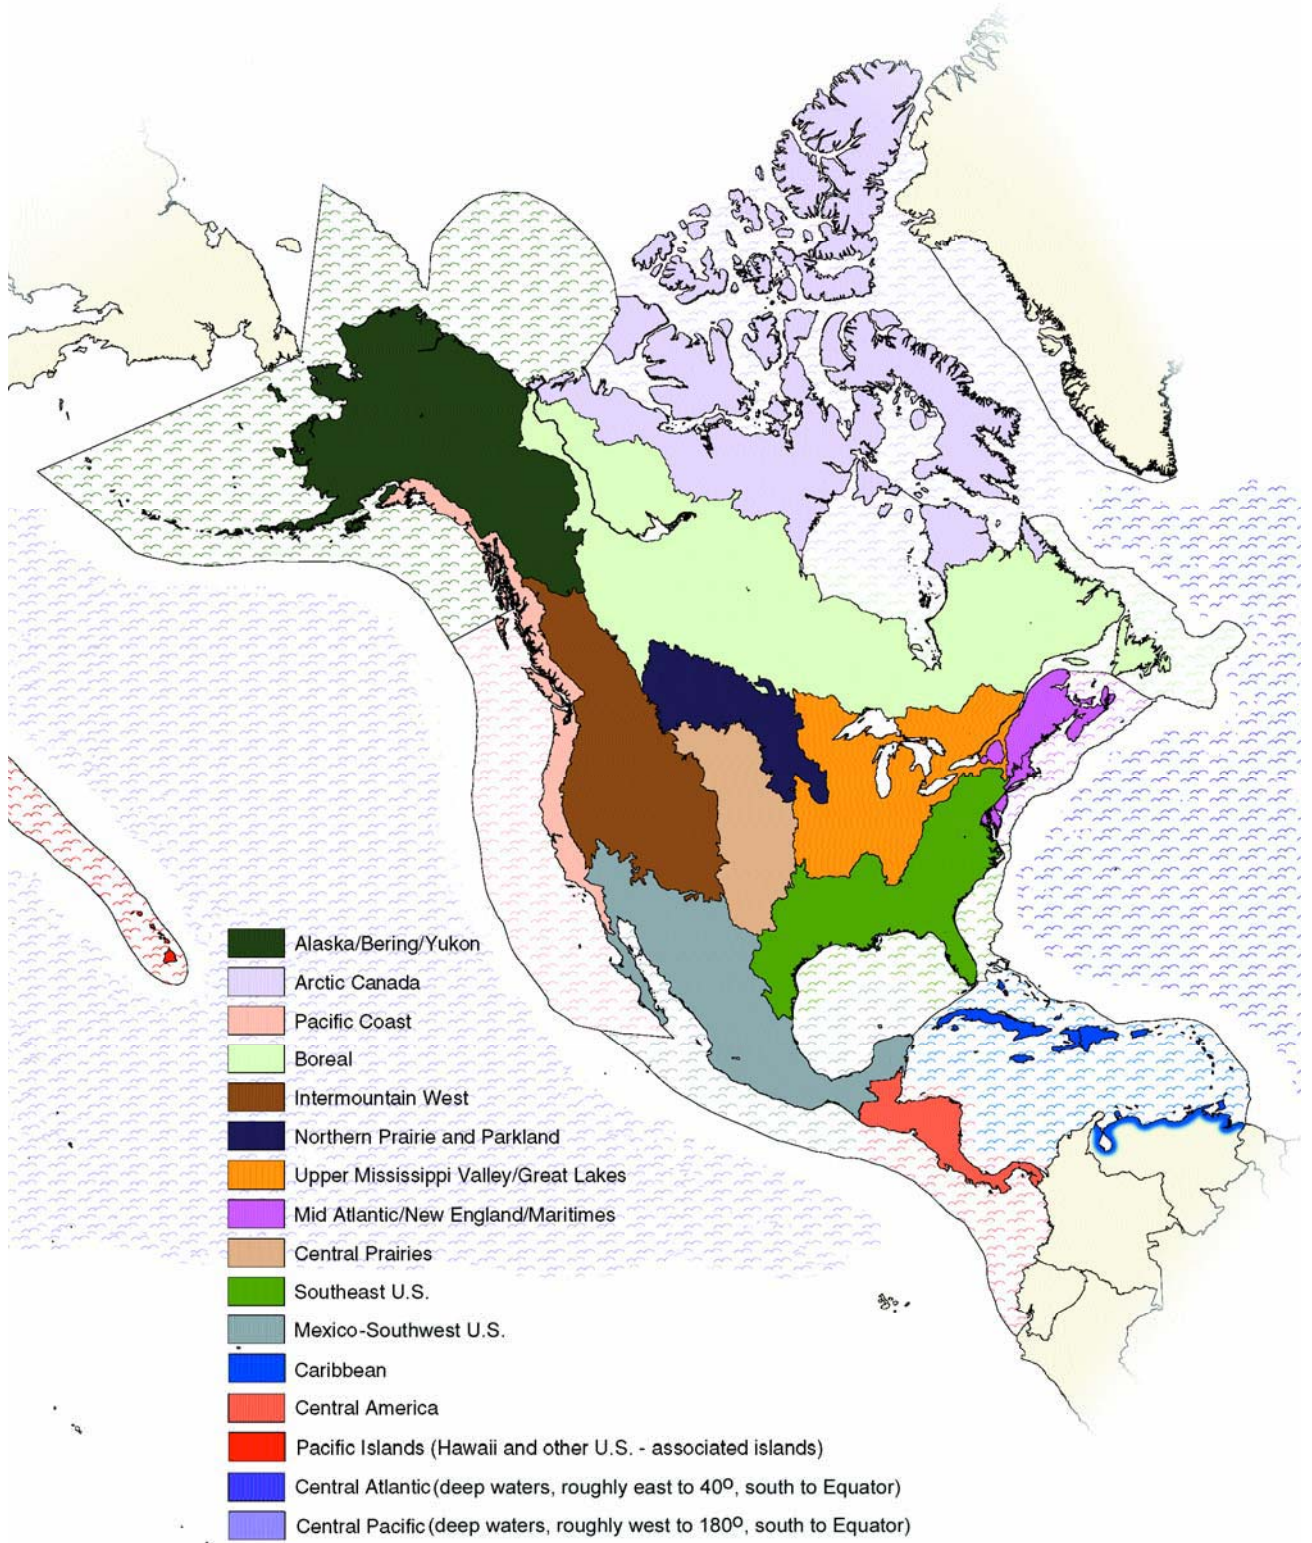 Alaska/Bering/Yukon
Arctic Canada
Pacific Coast
Boreal
Intermountain West
Northern Prairie and Parkland
Upper Mississippi Valley/Great Lakes
Mid Atlantic/New England/Maritimes
Central Prairies
Southeast U.S.
Mexico-Southwest U.S.
Caribbean
Central America
Pacific Islands (Hawaii and other U.S. - associated islands)
Central Atlantic (deep waters, roughly east to 40º, south to Equator)
Central Pacific (deep waters, roughly west to 180º, south to Equator)